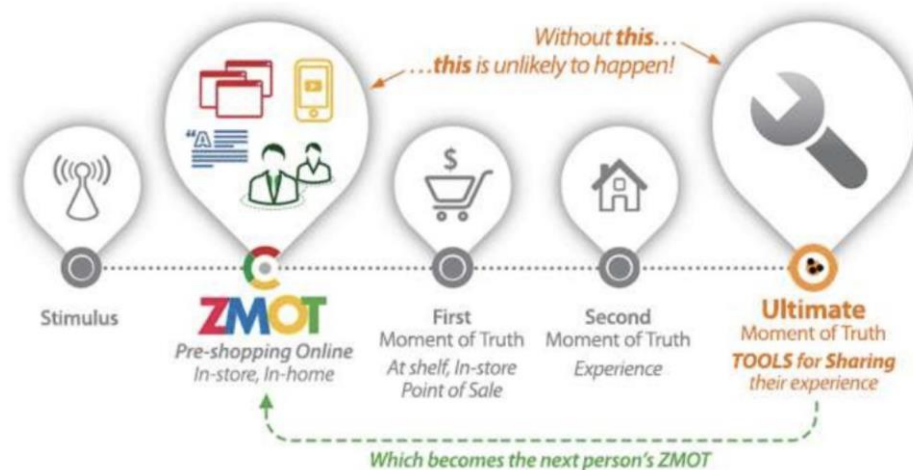 Without this...
...this is unlikely to happen!
"A
$
Stimulus
ZMOT
Pre-shopping Online
In-store, In-home
First
Moment of Truth
At shelf, In-store
Point of Sale
Second
Moment of Truth
Experience
Ultimate
Moment of Truth
TOOLS for Sharing
their experience
Which becomes the next person's ZMOT